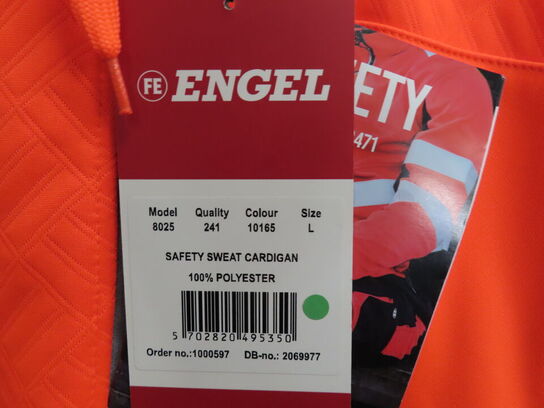 FE ENGEL
ETY
471
Model Quality Colour Size
8025 241 10165 L
SAFETY SWEAT CARDIGAN
100% POLYESTER
5 702820 495350
Order no.:1000597 DB-no.: 2069977